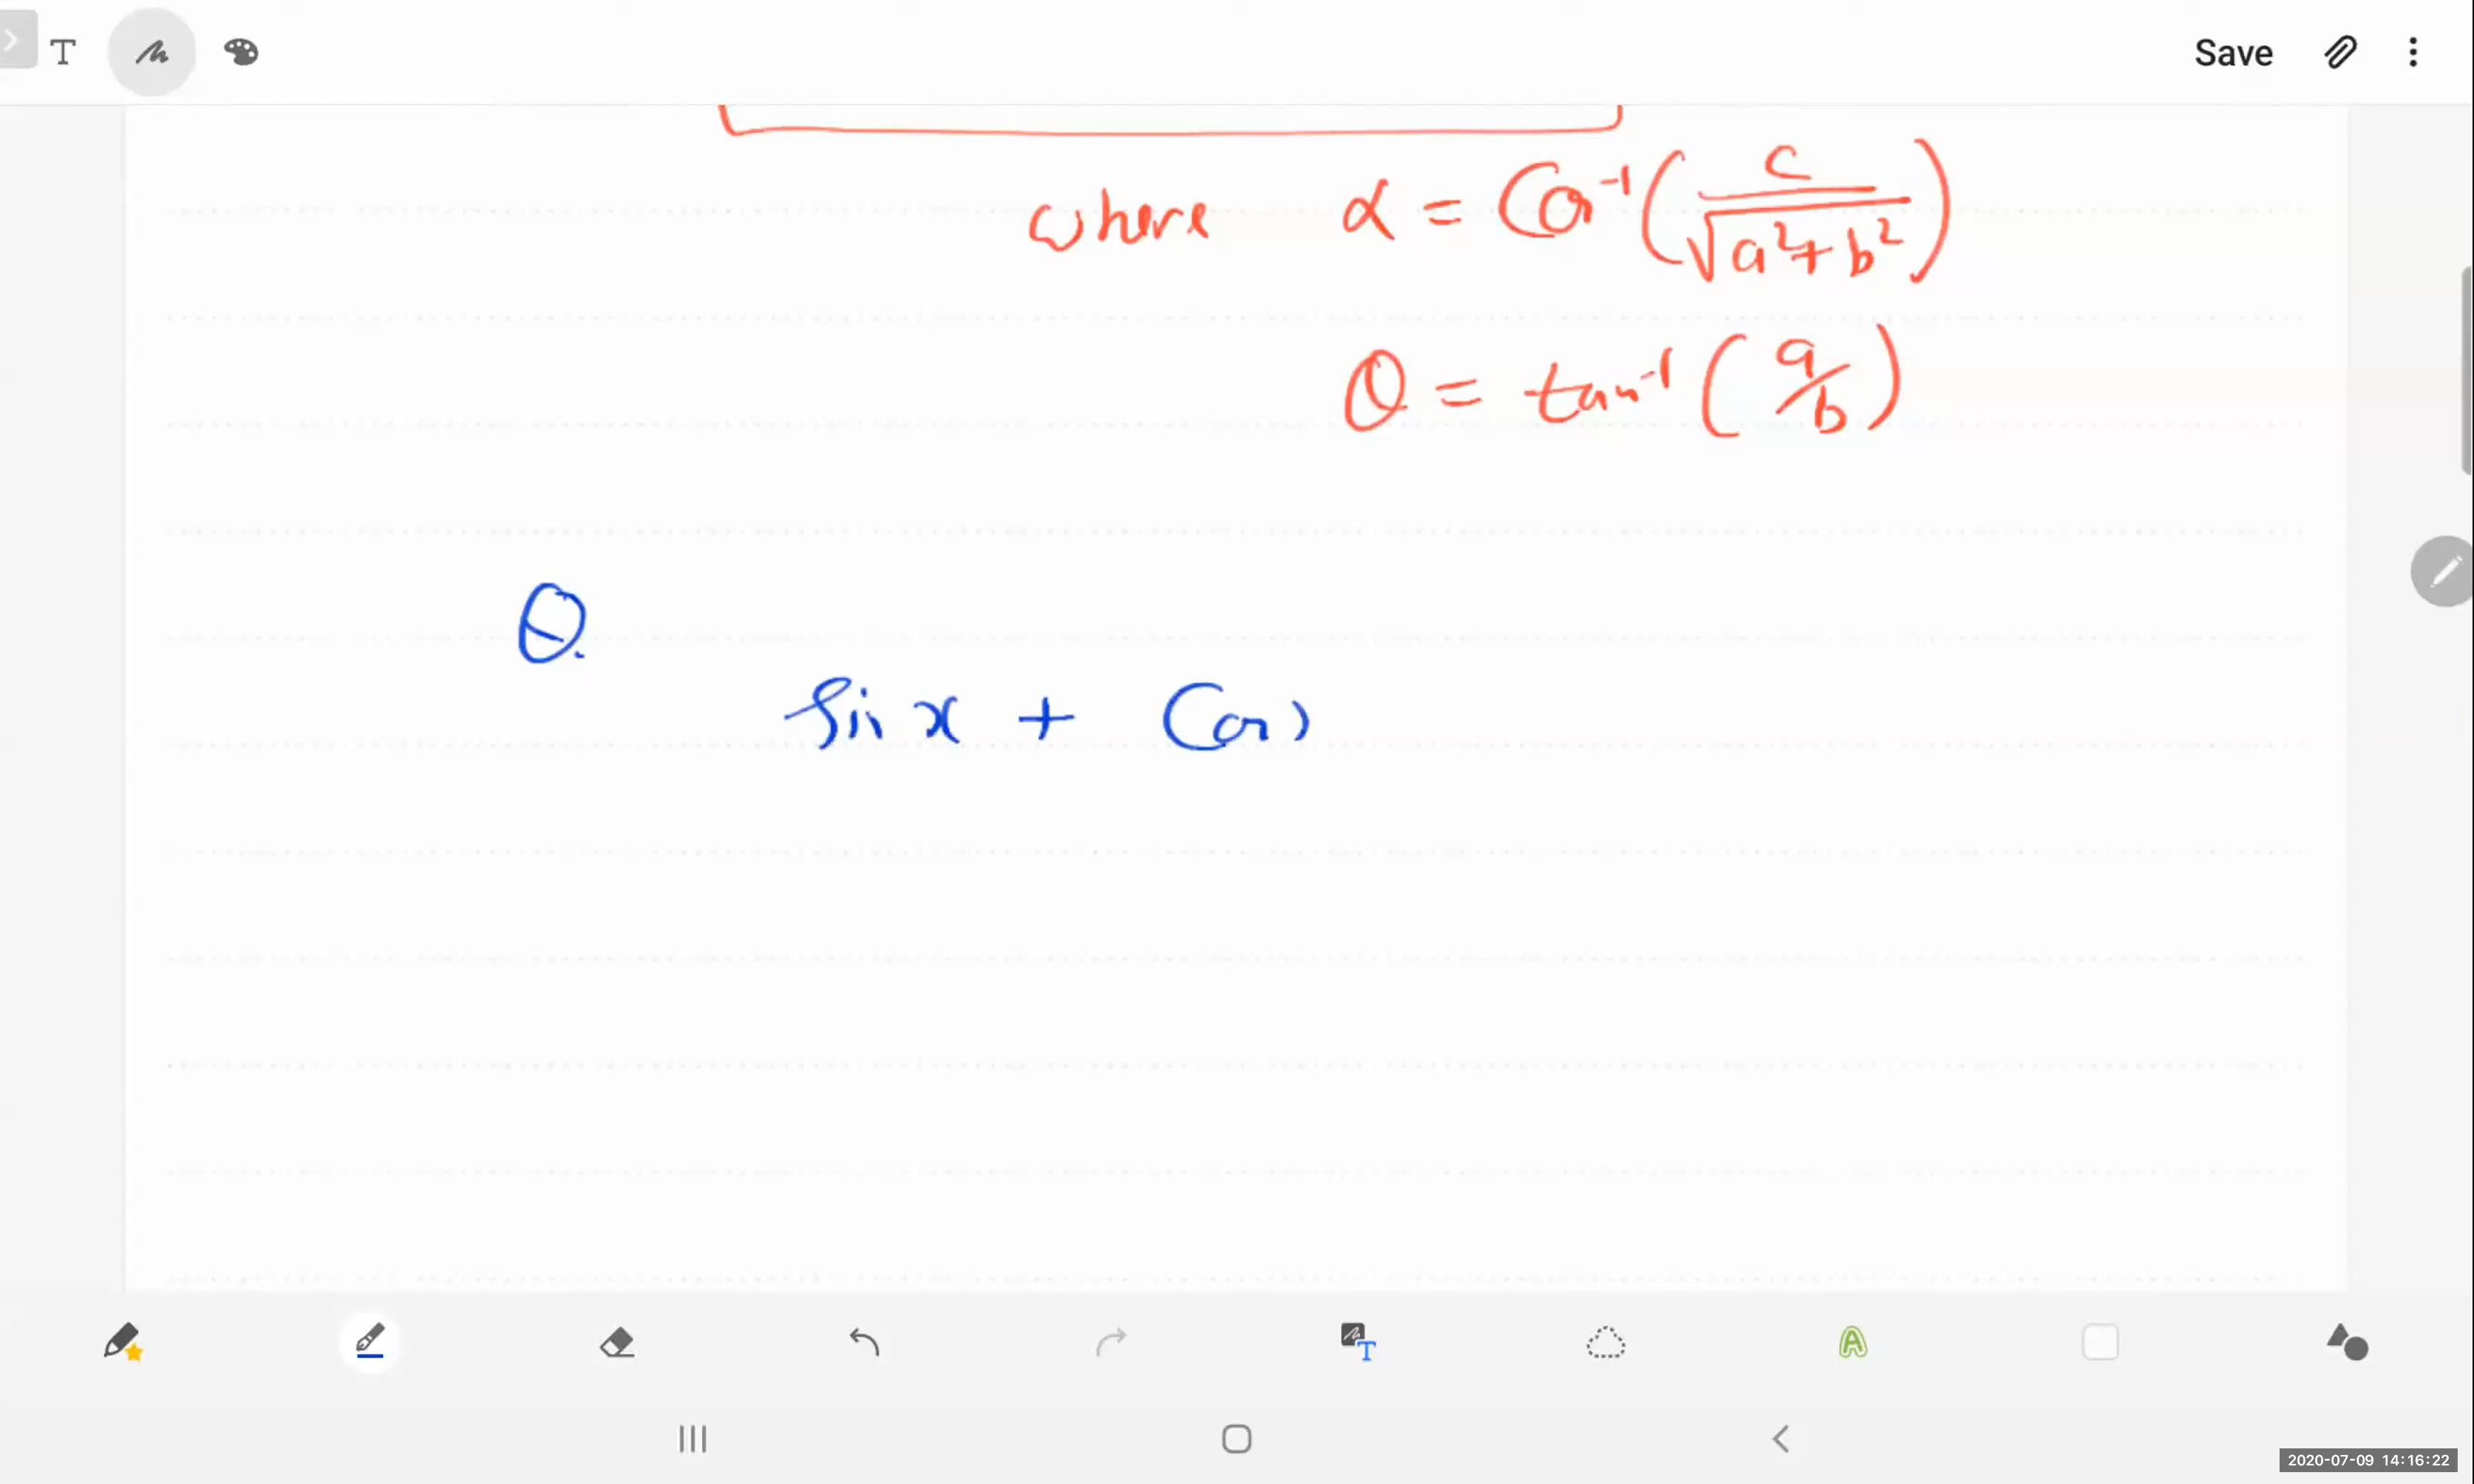 T Save
where α = Cos⁻¹(c/√(a²+b²))
θ = tan⁻¹(a/b)
Q.
Sin x + Cos
T A
2020-07-09 14:16:22